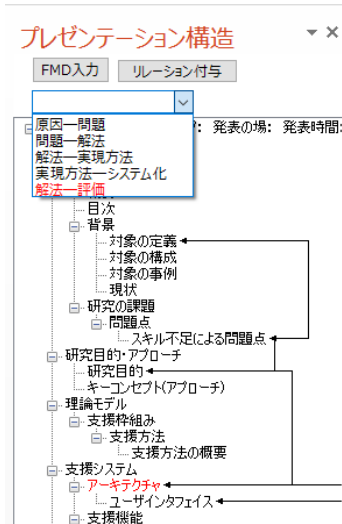 プレゼンテーション構造
FMD入力 リレーション付与
原因―問題
問題―解法
解法―実現方法
実現方法―システム化
解法―評価
: 発表の場: 発表時間:
目次
背景
対象の定義
対象の構成
対象の事例
現状
研究の課題
問題点
スキル不足による問題点
研究目的・アプローチ
研究目的
キーコンセプト(アプローチ)
理論モデル
支援枠組み
支援方法
支援方法の概要
支援システム
アーキテクチャ
ユーザインタフェイス
支援機能